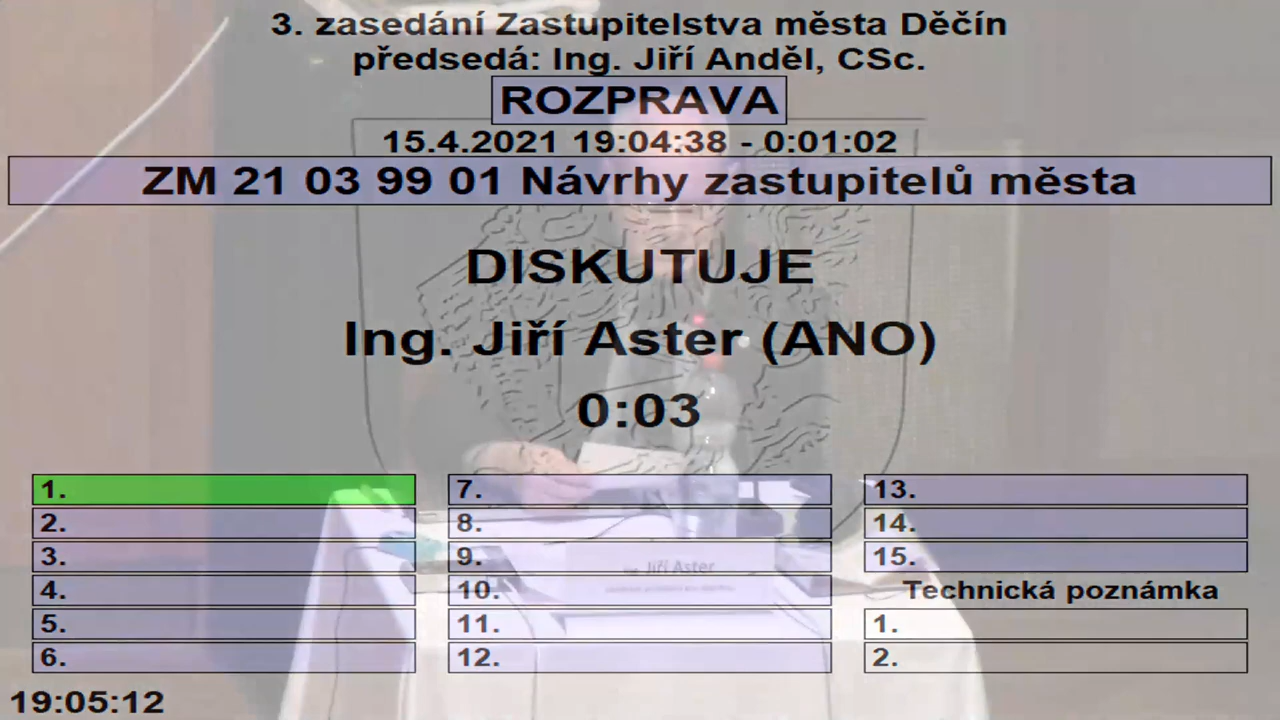 3. zasedání Zastupitelstva města Děčín
předsedá: Ing. Jiří Anděl, CSc.
ROZPRAVA
15.4.2021 19:04:38 - 0:01:02
ZM 21 03 99 01 Návrhy zastupitelů města
DISKUTUJE
Ing. Jiří Aster (ANO)
0:03
1.
2.
3.
4.
5.
6.
7.
8.
9.
10.
11.
12.
13.
14.
15.
Technická poznámka
1.
2.
Ing. Jiří Aster
19:05:12